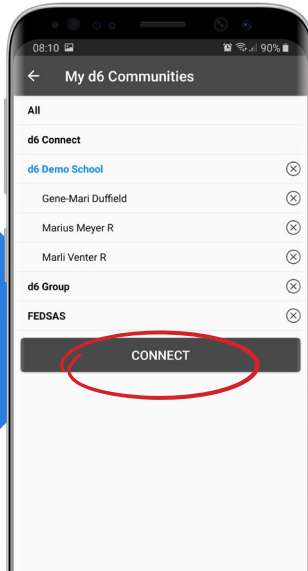 08:10 90%
My d6 Communities
All
d6 Connect
d6 Demo School
Gene-Mari Duffield
Marius Meyer R
Marli Venter R
d6 Group
FEDSAS
CONNECT